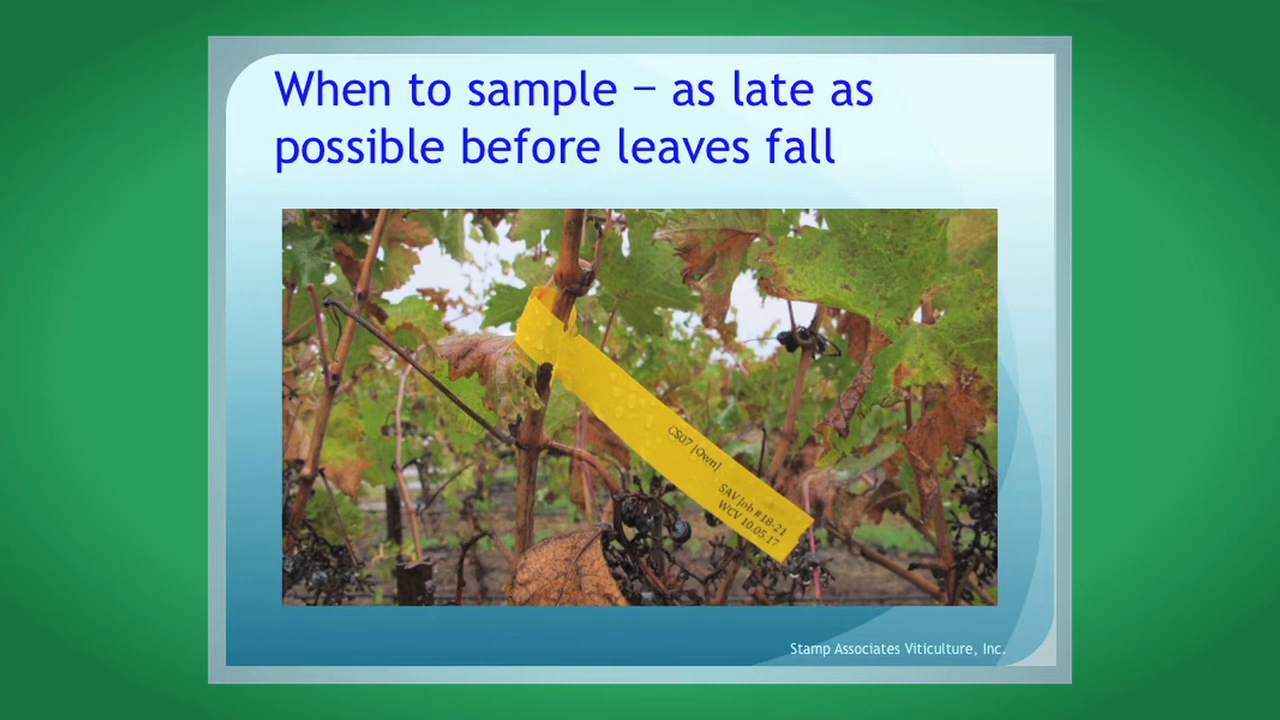 When to sample – as late as
possible before leaves fall
CS07 [Own]
SAV Job #18-21
WCV 10.05.17
Stamp Associates Viticulture, Inc.